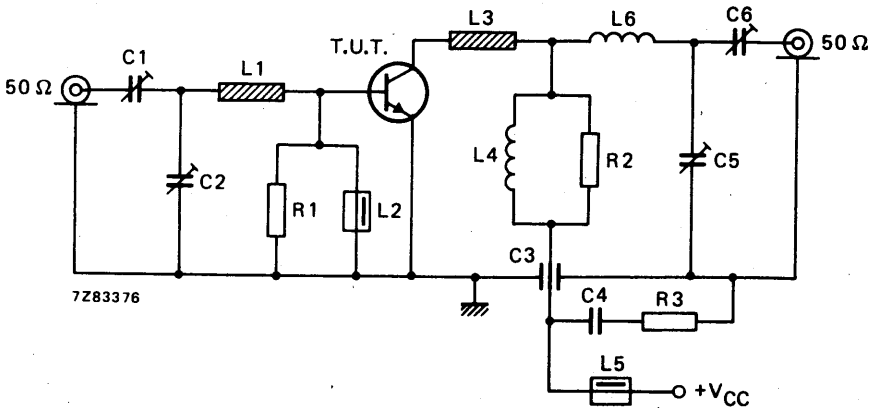 50 Ω
C1
C2
L1
R1
L2
T.U.T.
L3
L4
R2
L6
C5
C6
50 Ω
C3
C4
R3
L5
+VCC
7Z83376